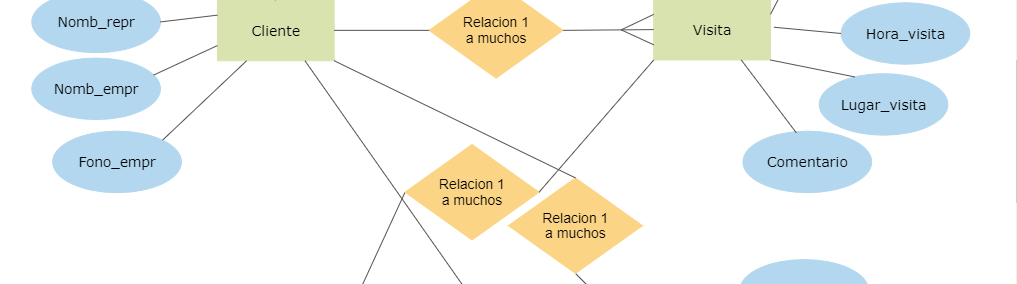 Nomb_repr
Cliente
Relacion 1
a muchos
Visita
Hora_visita
Nomb_empr
Lugar_visita
Fono_empr
Comentario
Relacion 1
a muchos
Relacion 1
a muchos